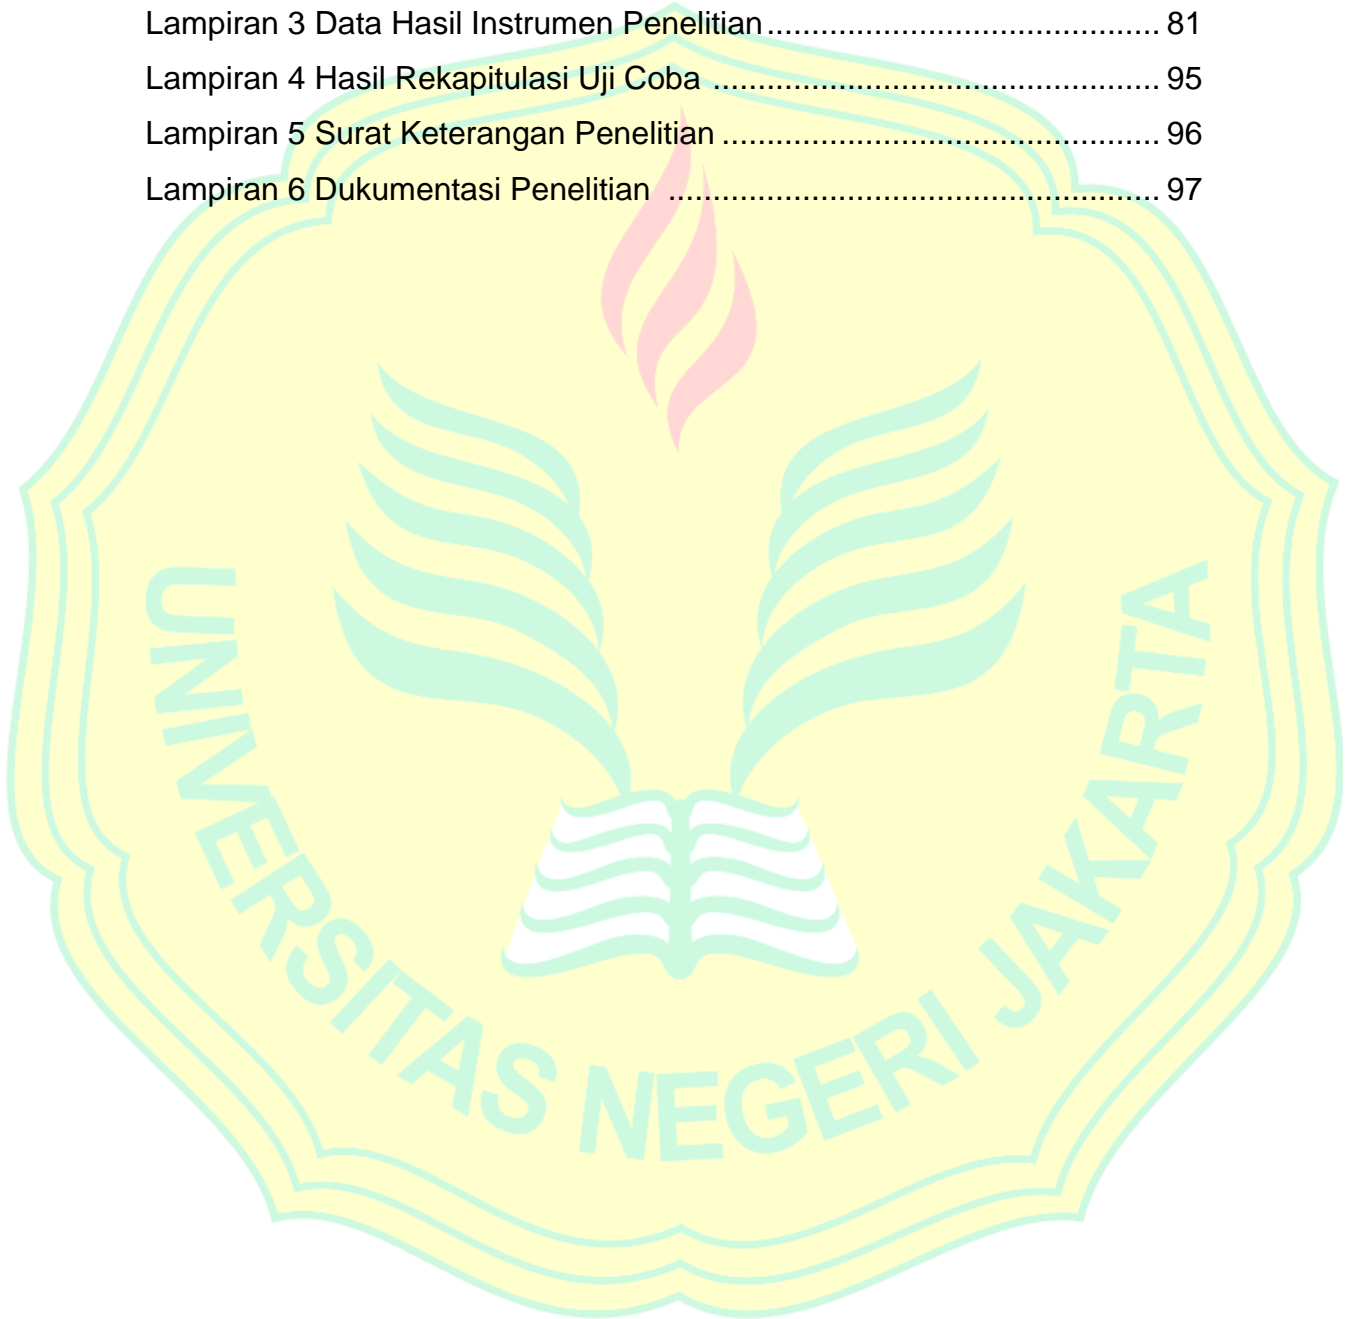 Lampiran 3 Data Hasil Instrumen Penelitian ............................................ 81
Lampiran 4 Hasil Rekapitulasi Uji Coba .................................................. 95
Lampiran 5 Surat Keterangan Penelitian ................................................. 96
Lampiran 6 Dukumentasi Penelitian ....................................................... 97
UNIVERSITAS NEGERI JAKARTA